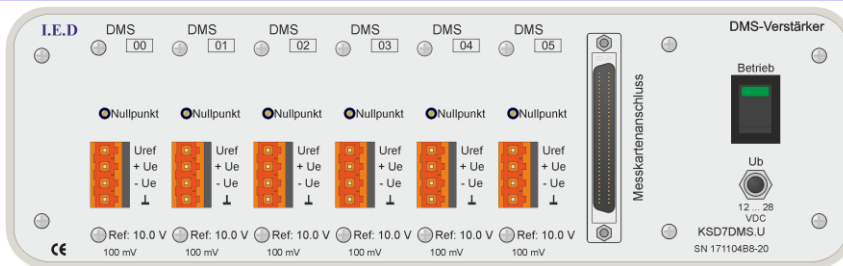 I.E.D
DMS DMS DMS DMS DMS DMS
00 01 02 03 04 05
DMS-Verstärker
Betrieb
Nullpunkt Nullpunkt Nullpunkt Nullpunkt Nullpunkt Nullpunkt
Messkartenanschluss
Uref Uref Uref Uref Uref Uref
+ Ue + Ue + Ue + Ue + Ue + Ue
- Ue - Ue - Ue - Ue - Ue - Ue
Ub
12 ... 28
VDC
Ref: 10.0 V Ref: 10.0 V Ref: 10.0 V Ref: 10.0 V Ref: 10.0 V Ref: 10.0 V
KSD7DMS.U
CE 100 mV 100 mV 100 mV 100 mV 100 mV 100 mV
SN 171104B8-20